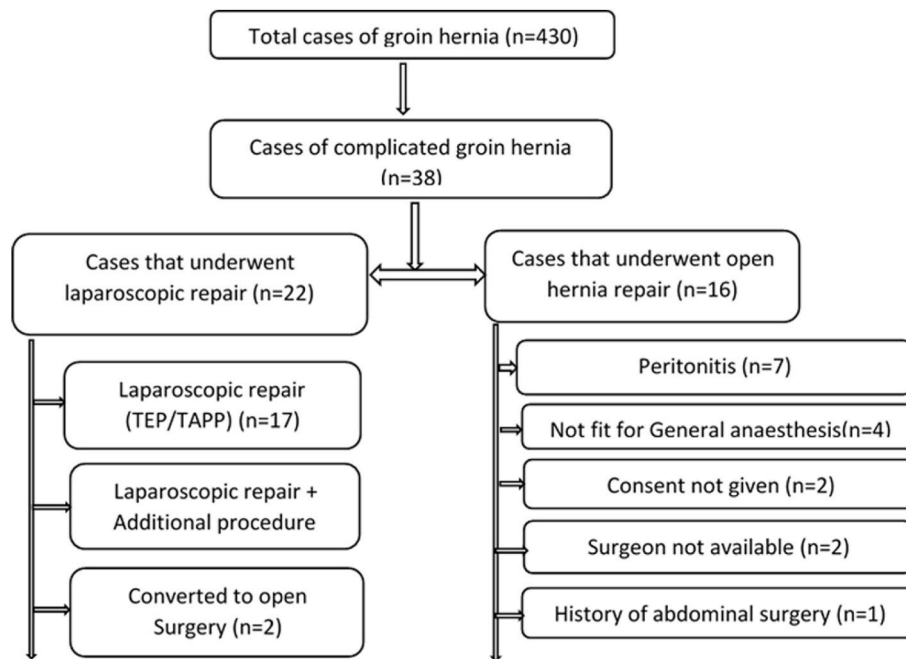 Total cases of groin hernia (n=430)
Cases of complicated groin hernia
(n=38)
Cases that underwent
laparoscopic repair (n=22)
Cases that underwent open
hernia repair (n=16)
Laparoscopic repair
(TEP/TAPP) (n=17)
Laparoscopic repair +
Additional procedure
Converted to open
Surgery (n=2)
Peritonitis (n=7)
Not fit for General anaesthesis(n=4)
Consent not given (n=2)
Surgeon not available (n=2)
History of abdominal surgery (n=1)